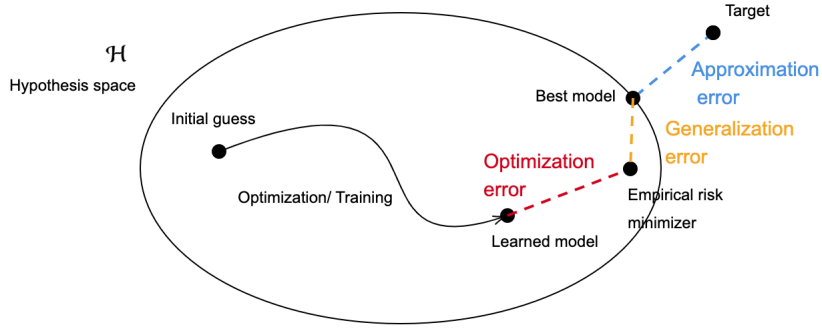 Target
ℋ
Hypothesis space
Approximation
error
Best model
Initial guess
Generalization
error
Optimization
error
Optimization/ Training
Empirical risk
minimizer
Learned model